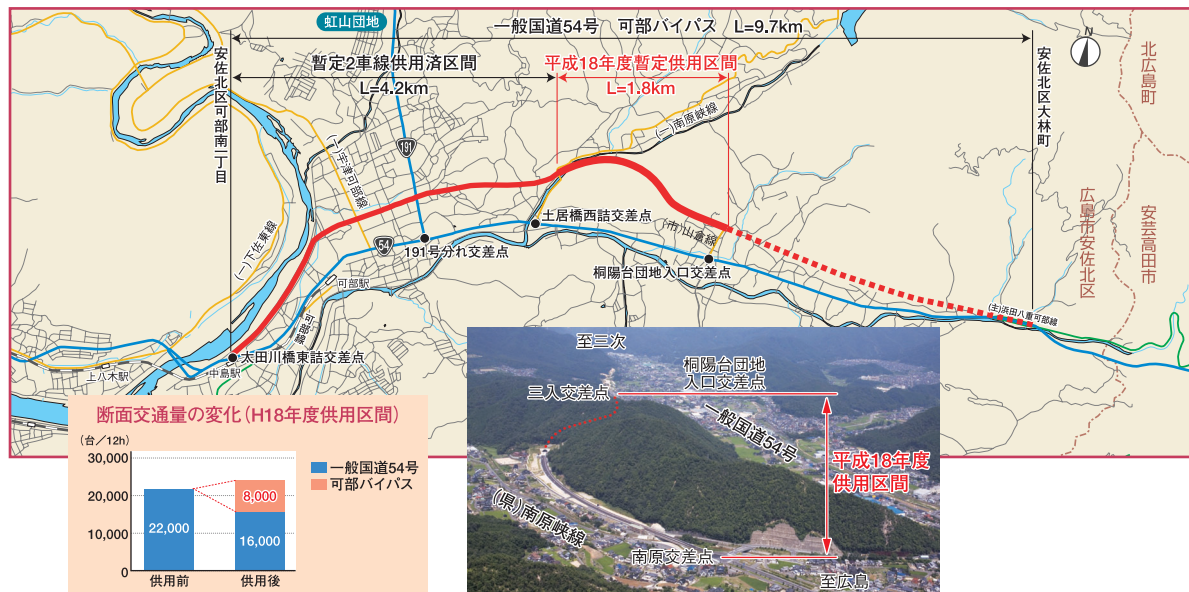 虹山団地
一般国道54号 可部バイパス L=9.7km
暫定2車線供用済区間
L=4.2km
平成18年度暫定供用区間
L=1.8km
安佐北区可部南一丁目
安佐北区大林町
N
北広島町
安芸高田市
広島市安佐北区
191
54
(一)宇津可部線
(一)南原峡線
(一)下佐東線
土居橋西詰交差点
191号分れ交差点
(市)山倉線
桐陽台団地入口交差点
(主)浜田八重可部線
可部駅
可部線
太田川橋東詰交差点
中島駅
上八木駅
断面交通量の変化(H18年度供用区間)
(台/12h)
30,000
20,000
10,000
0
22,000
8,000
16,000
供用前
供用後
一般国道54号
可部バイパス
至三次
桐陽台団地
入口交差点
三入交差点
一般国道54号
平成18年度
供用区間
(県)南原峡線
南原交差点
至広島